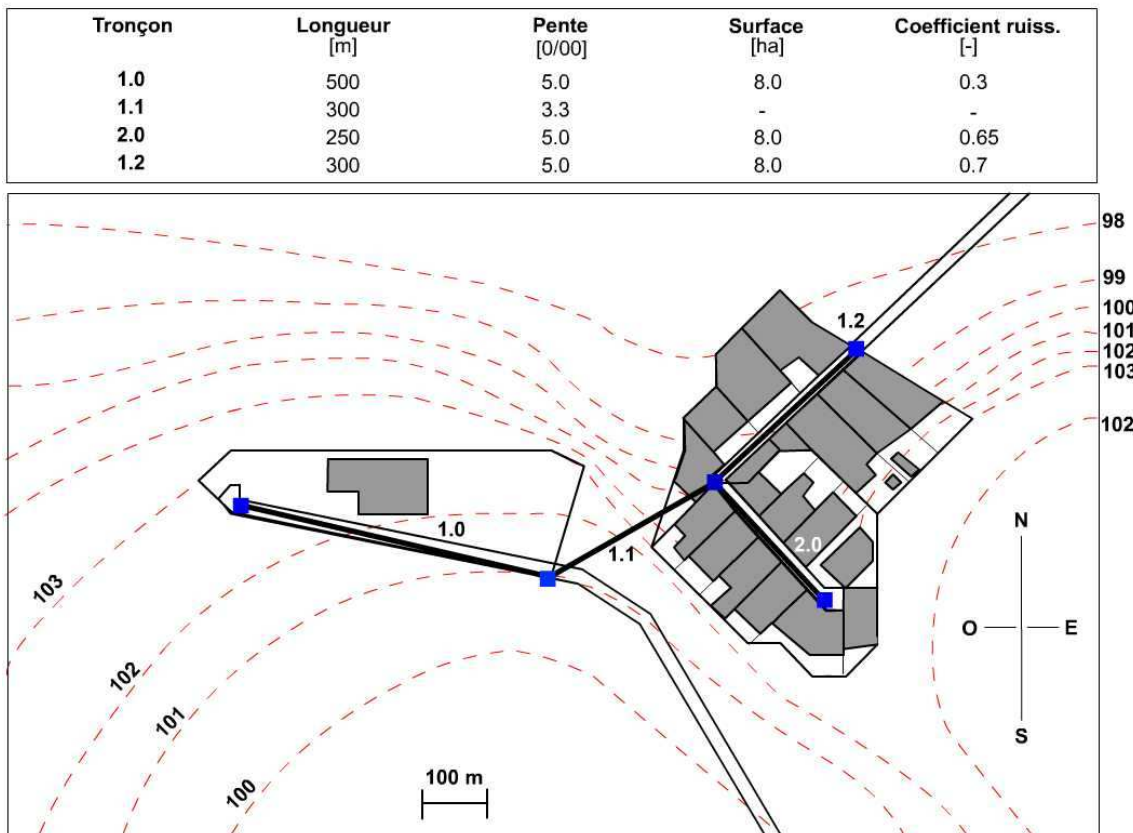 Tronçon Longueur Pente Surface Coefficient ruiss.
[m] [0/00] [ha] [-]
1.0 500 5.0 8.0 0.3
1.1 300 3.3 - -
2.0 250 5.0 8.0 0.65
1.2 300 5.0 8.0 0.7
98
99
100
101
102
103
102
1.2
1.0
1.1
2.0
103
102
101
100
100 m
N
O E
S